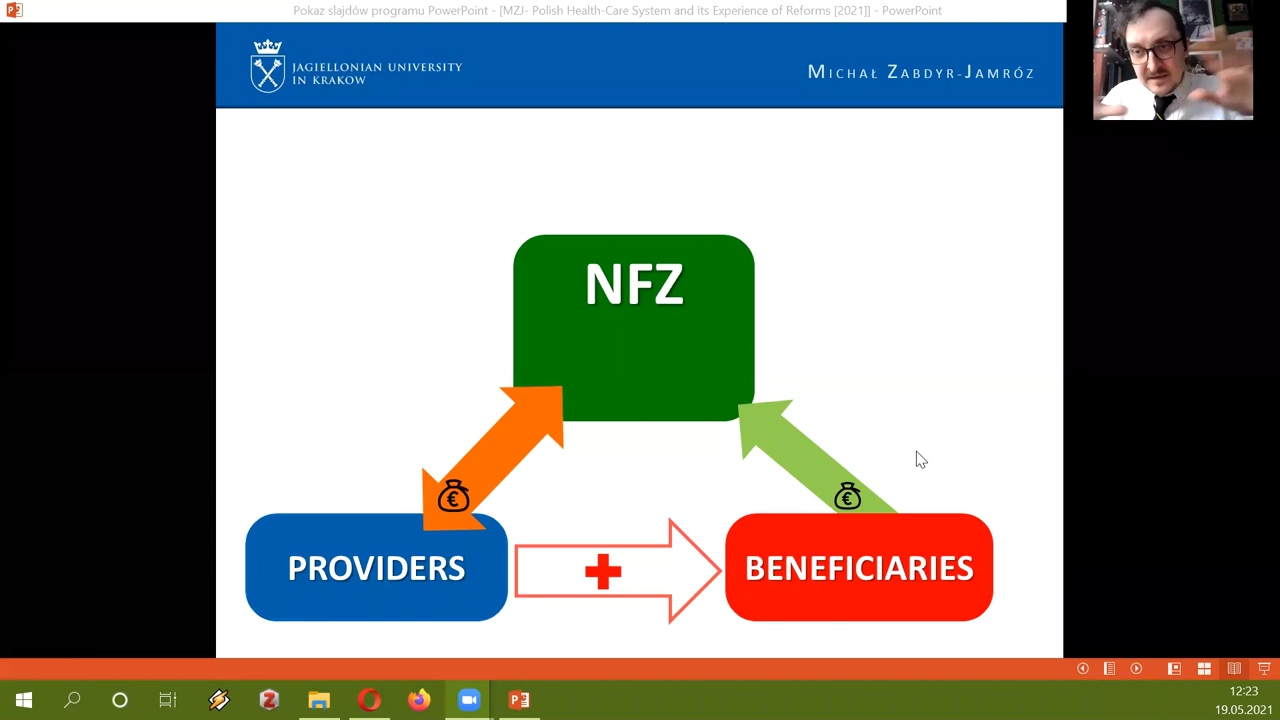 Pokaz slajdów programu PowerPoint - [MZJ- Polish Health-Care System and its Experience of Reforms [2021]] - PowerPoint
JAGIELLONIAN UNIVERSITY
IN KRAKOW
MICHAŁ ZABDYR-JAMRÓZ
NFZ
€
€
PROVIDERS
BENEFICIARIES
12:23
19.05.2021